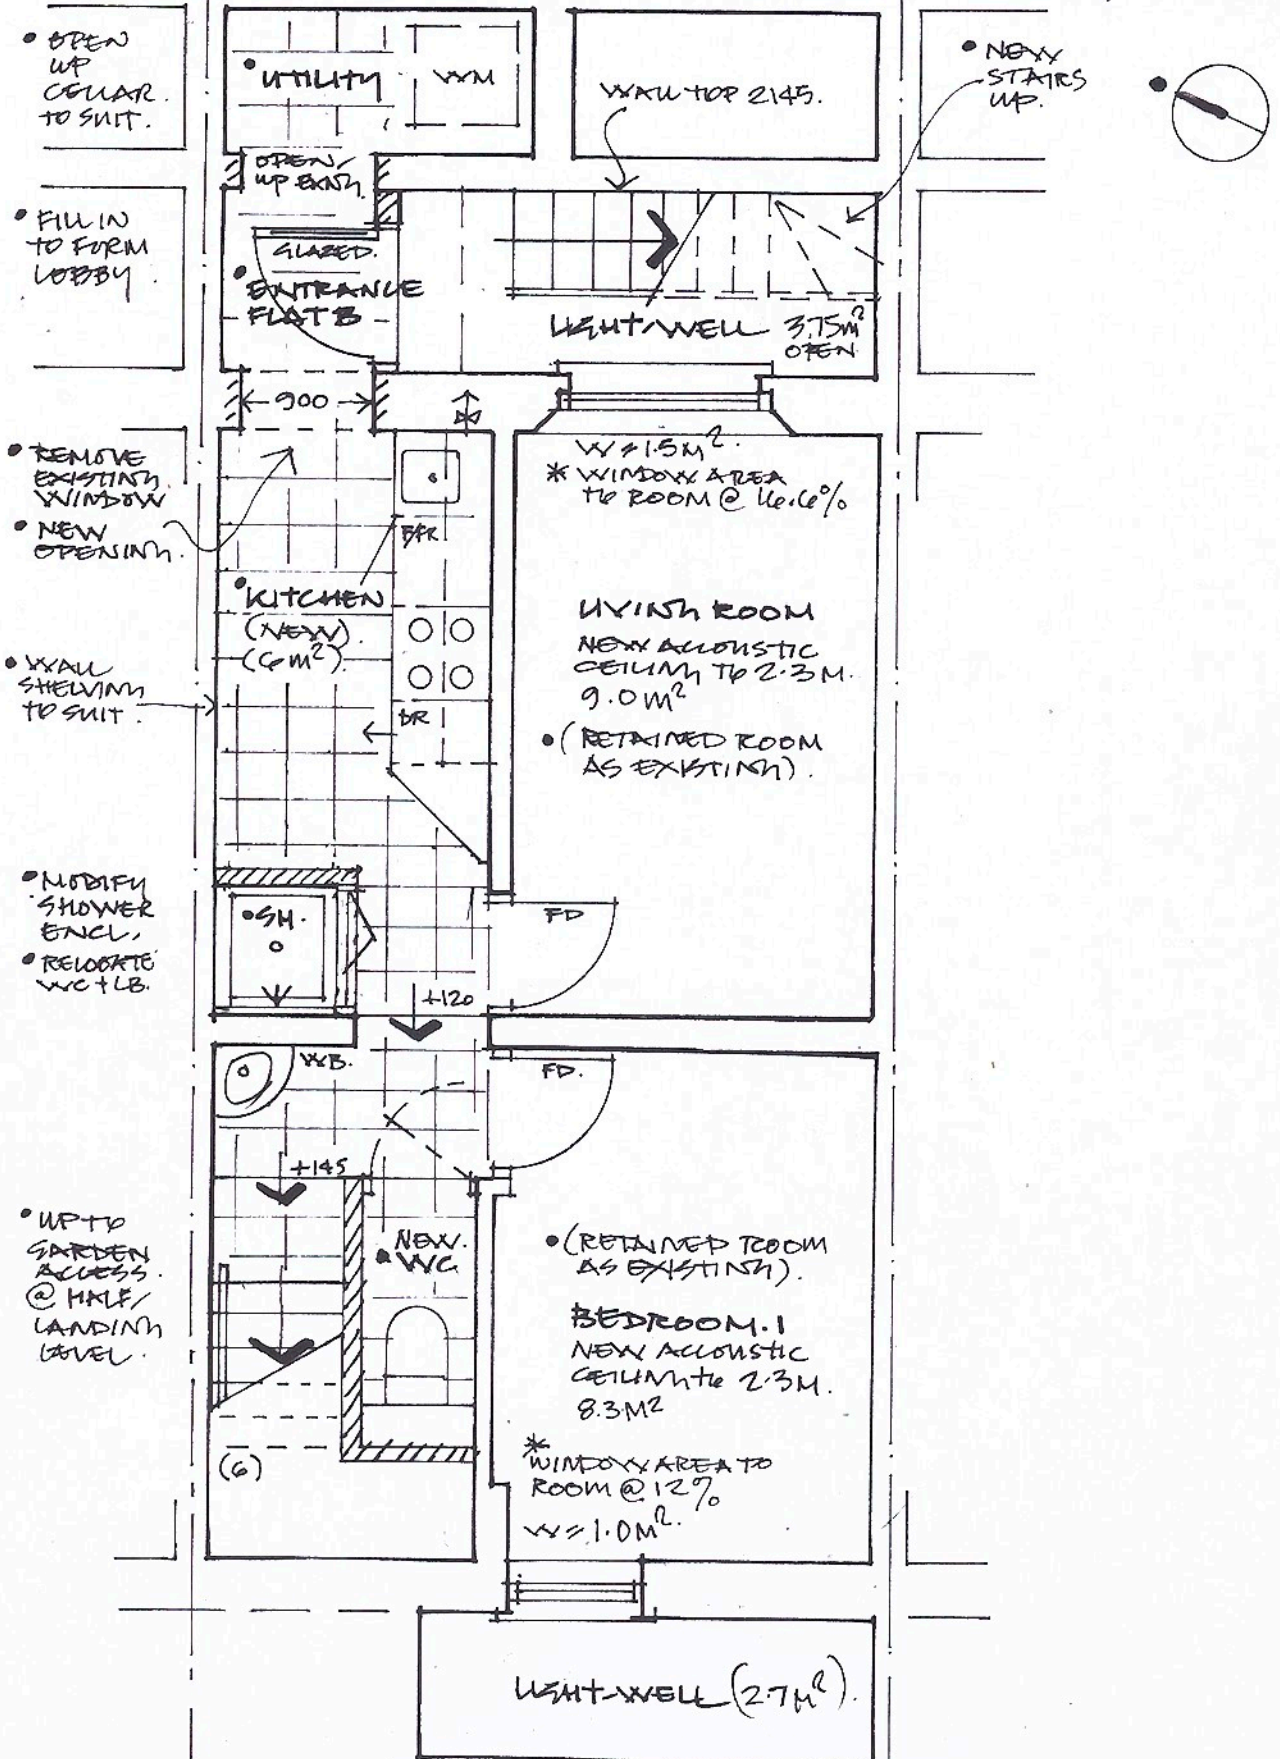 • OPEN
UP
CELLAR
TO SUIT.
• UTILITY
WM
WALL TOP 2145.
• NEW
STAIRS
UP.
OPEN
UP EXNG
• FILL IN
TO FORM
LOBBY
GLAZED.
• ENTRANCE
FLAT B
LIGHT-WELL 3.75m²
OPEN
900
W = 1.5M².
* WINDOW AREA
TO ROOM @ 16.6%
• REMOVE
EXISTING
WINDOW
• NEW
OPENING.
• KITCHEN
(NEW).
(6m²)
LIVING ROOM
NEW ACCOUSTIC
CEILING TO 2.3M.
9.0M²
• (RETAINED ROOM
AS EXISTING).
• WALL
SHELVING
TO SUIT.
DR
• MODIFY
SHOWER
ENCL,
• RELOCATE
WC + LB.
• SH.
FD
+120
WB.
FD.
+145
• UP TO
GARDEN
ACCESS
@ HALF/
LANDING
LEVEL.
NEW.
• WC
• (RETAINED ROOM
AS EXISTING).
BEDROOM.1
NEW ACCOUSTIC
CEILING TO 2.3M.
8.3M²
* WINDOW AREA TO
ROOM @ 12%
W = 1.0M².
(6)
LIGHT-WELL (2.7M²).